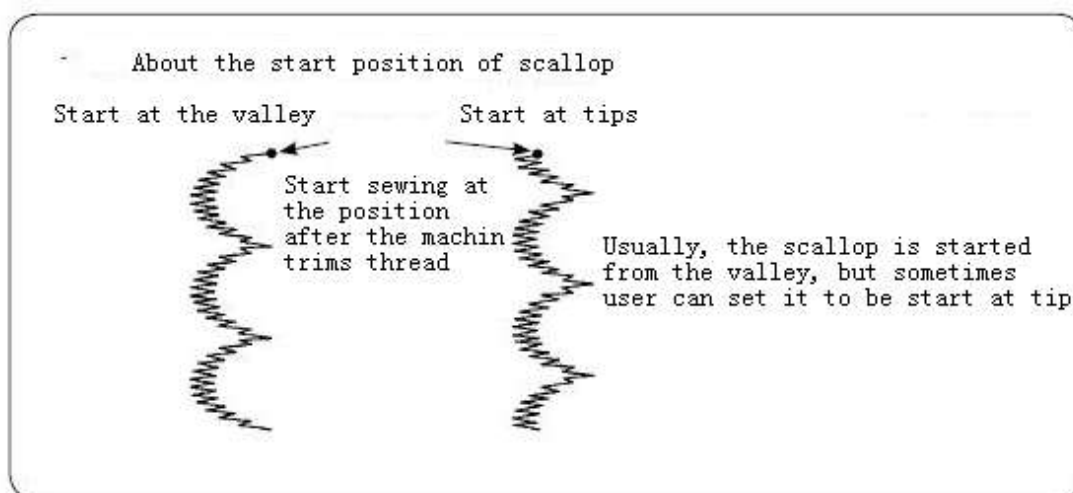 About the start position of scallop
Start at the valley
Start at tips
Start sewing at
the position
after the machin
trims thread
Usually, the scallop is started
from the valley, but sometimes
user can set it to be start at tip